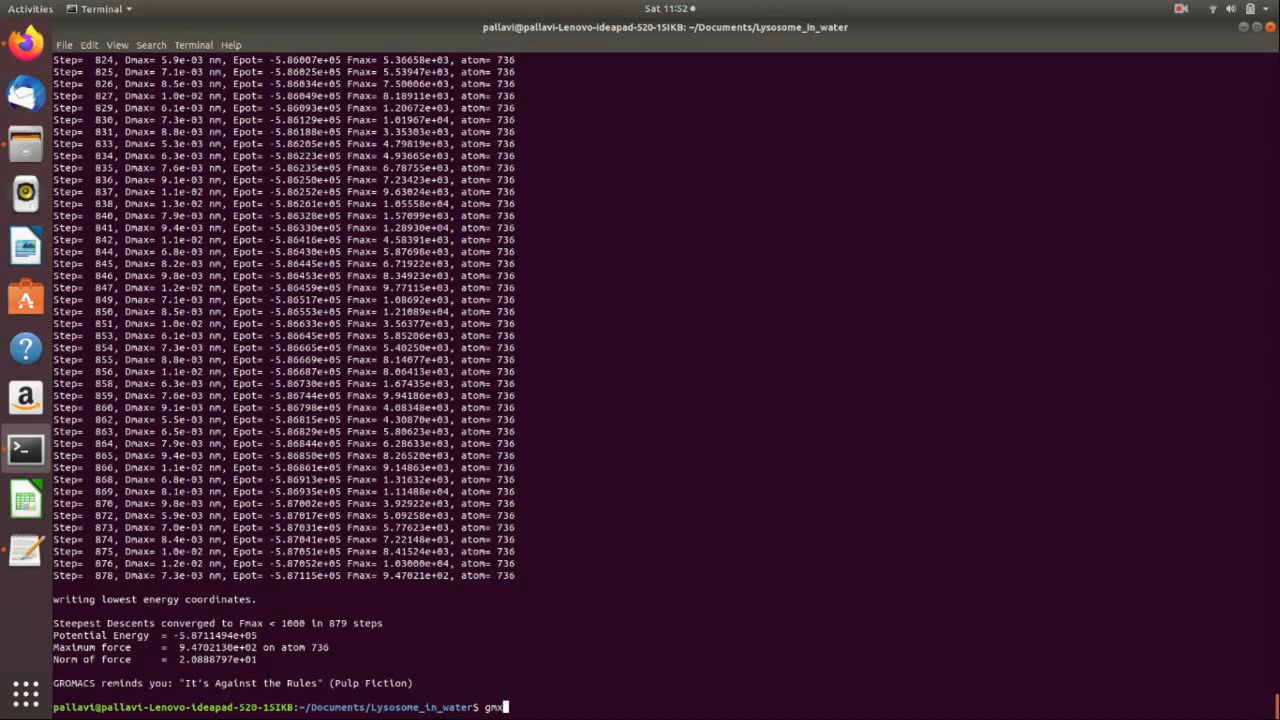 Activities
Terminal
Sat 11:52
pallavi@pallavi-Lenovo-ideapad-520-15IKB: ~/Documents/Lysosome_in_water
File Edit View Search Terminal Help
Step=  824, Dmax= 5.9e-03 nm, Epot= -5.86007e+05 Fmax= 5.36658e+03, atom= 736
Step=  825, Dmax= 7.1e-03 nm, Epot= -5.86025e+05 Fmax= 5.53947e+03, atom= 736
Step=  826, Dmax= 8.5e-03 nm, Epot= -5.86034e+05 Fmax= 7.50006e+03, atom= 736
Step=  827, Dmax= 1.0e-02 nm, Epot= -5.86049e+05 Fmax= 8.18911e+03, atom= 736
Step=  829, Dmax= 6.1e-03 nm, Epot= -5.86093e+05 Fmax= 1.20672e+03, atom= 736
Step=  830, Dmax= 7.3e-03 nm, Epot= -5.86129e+05 Fmax= 1.01967e+04, atom= 736
Step=  831, Dmax= 8.8e-03 nm, Epot= -5.86188e+05 Fmax= 3.35303e+03, atom= 736
Step=  833, Dmax= 5.3e-03 nm, Epot= -5.86205e+05 Fmax= 4.79819e+03, atom= 736
Step=  834, Dmax= 6.3e-03 nm, Epot= -5.86223e+05 Fmax= 4.93665e+03, atom= 736
Step=  835, Dmax= 7.6e-03 nm, Epot= -5.86235e+05 Fmax= 6.78755e+03, atom= 736
Step=  836, Dmax= 9.1e-03 nm, Epot= -5.86250e+05 Fmax= 7.23423e+03, atom= 736
Step=  837, Dmax= 1.1e-02 nm, Epot= -5.86252e+05 Fmax= 9.63024e+03, atom= 736
Step=  838, Dmax= 1.3e-02 nm, Epot= -5.86261e+05 Fmax= 1.05558e+04, atom= 736
Step=  840, Dmax= 7.9e-03 nm, Epot= -5.86328e+05 Fmax= 1.57099e+03, atom= 736
Step=  841, Dmax= 9.4e-03 nm, Epot= -5.86330e+05 Fmax= 1.28930e+04, atom= 736
Step=  842, Dmax= 1.1e-02 nm, Epot= -5.86416e+05 Fmax= 4.58391e+03, atom= 736
Step=  844, Dmax= 6.8e-03 nm, Epot= -5.86430e+05 Fmax= 5.87698e+03, atom= 736
Step=  845, Dmax= 8.2e-03 nm, Epot= -5.86445e+05 Fmax= 6.71922e+03, atom= 736
Step=  846, Dmax= 9.8e-03 nm, Epot= -5.86453e+05 Fmax= 8.34923e+03, atom= 736
Step=  847, Dmax= 1.2e-02 nm, Epot= -5.86459e+05 Fmax= 9.77115e+03, atom= 736
Step=  849, Dmax= 7.1e-03 nm, Epot= -5.86517e+05 Fmax= 1.08692e+03, atom= 736
Step=  850, Dmax= 8.5e-03 nm, Epot= -5.86553e+05 Fmax= 1.21089e+04, atom= 736
Step=  851, Dmax= 1.0e-02 nm, Epot= -5.86633e+05 Fmax= 3.56377e+03, atom= 736
Step=  853, Dmax= 6.1e-03 nm, Epot= -5.86645e+05 Fmax= 5.85206e+03, atom= 736
Step=  854, Dmax= 7.3e-03 nm, Epot= -5.86665e+05 Fmax= 5.40250e+03, atom= 736
Step=  855, Dmax= 8.8e-03 nm, Epot= -5.86669e+05 Fmax= 8.14077e+03, atom= 736
Step=  856, Dmax= 1.1e-02 nm, Epot= -5.86687e+05 Fmax= 8.06413e+03, atom= 736
Step=  858, Dmax= 6.3e-03 nm, Epot= -5.86730e+05 Fmax= 1.67435e+03, atom= 736
Step=  859, Dmax= 7.6e-03 nm, Epot= -5.86744e+05 Fmax= 9.94186e+03, atom= 736
Step=  860, Dmax= 9.1e-03 nm, Epot= -5.86798e+05 Fmax= 4.08348e+03, atom= 736
Step=  862, Dmax= 5.5e-03 nm, Epot= -5.86815e+05 Fmax= 4.30870e+03, atom= 736
Step=  863, Dmax= 6.5e-03 nm, Epot= -5.86829e+05 Fmax= 5.80623e+03, atom= 736
Step=  864, Dmax= 7.9e-03 nm, Epot= -5.86844e+05 Fmax= 6.28633e+03, atom= 736
Step=  865, Dmax= 9.4e-03 nm, Epot= -5.86850e+05 Fmax= 8.26520e+03, atom= 736
Step=  866, Dmax= 1.1e-02 nm, Epot= -5.86861e+05 Fmax= 9.14863e+03, atom= 736
Step=  868, Dmax= 6.8e-03 nm, Epot= -5.86913e+05 Fmax= 1.31632e+03, atom= 736
Step=  869, Dmax= 8.1e-03 nm, Epot= -5.86935e+05 Fmax= 1.11488e+04, atom= 736
Step=  870, Dmax= 9.8e-03 nm, Epot= -5.87002e+05 Fmax= 3.92922e+03, atom= 736
Step=  872, Dmax= 5.9e-03 nm, Epot= -5.87017e+05 Fmax= 5.09258e+03, atom= 736
Step=  873, Dmax= 7.0e-03 nm, Epot= -5.87031e+05 Fmax= 5.77623e+03, atom= 736
Step=  874, Dmax= 8.4e-03 nm, Epot= -5.87041e+05 Fmax= 7.22148e+03, atom= 736
Step=  875, Dmax= 1.0e-02 nm, Epot= -5.87051e+05 Fmax= 8.41524e+03, atom= 736
Step=  876, Dmax= 1.2e-02 nm, Epot= -5.87052e+05 Fmax= 1.03000e+04, atom= 736
Step=  878, Dmax= 7.3e-03 nm, Epot= -5.87115e+05 Fmax= 9.47021e+02, atom= 736
writing lowest energy coordinates.
Steepest Descents converged to Fmax < 1000 in 879 steps
Potential Energy  = -5.8711494e+05
Maximum force     =  9.4702130e+02 on atom 736
Norm of force     =  2.0888797e+01
GROMACS reminds you: "It's Against the Rules" (Pulp Fiction)
pallavi@pallavi-Lenovo-ideapad-520-15IKB:~/Documents/Lysosome_in_water$ gmx